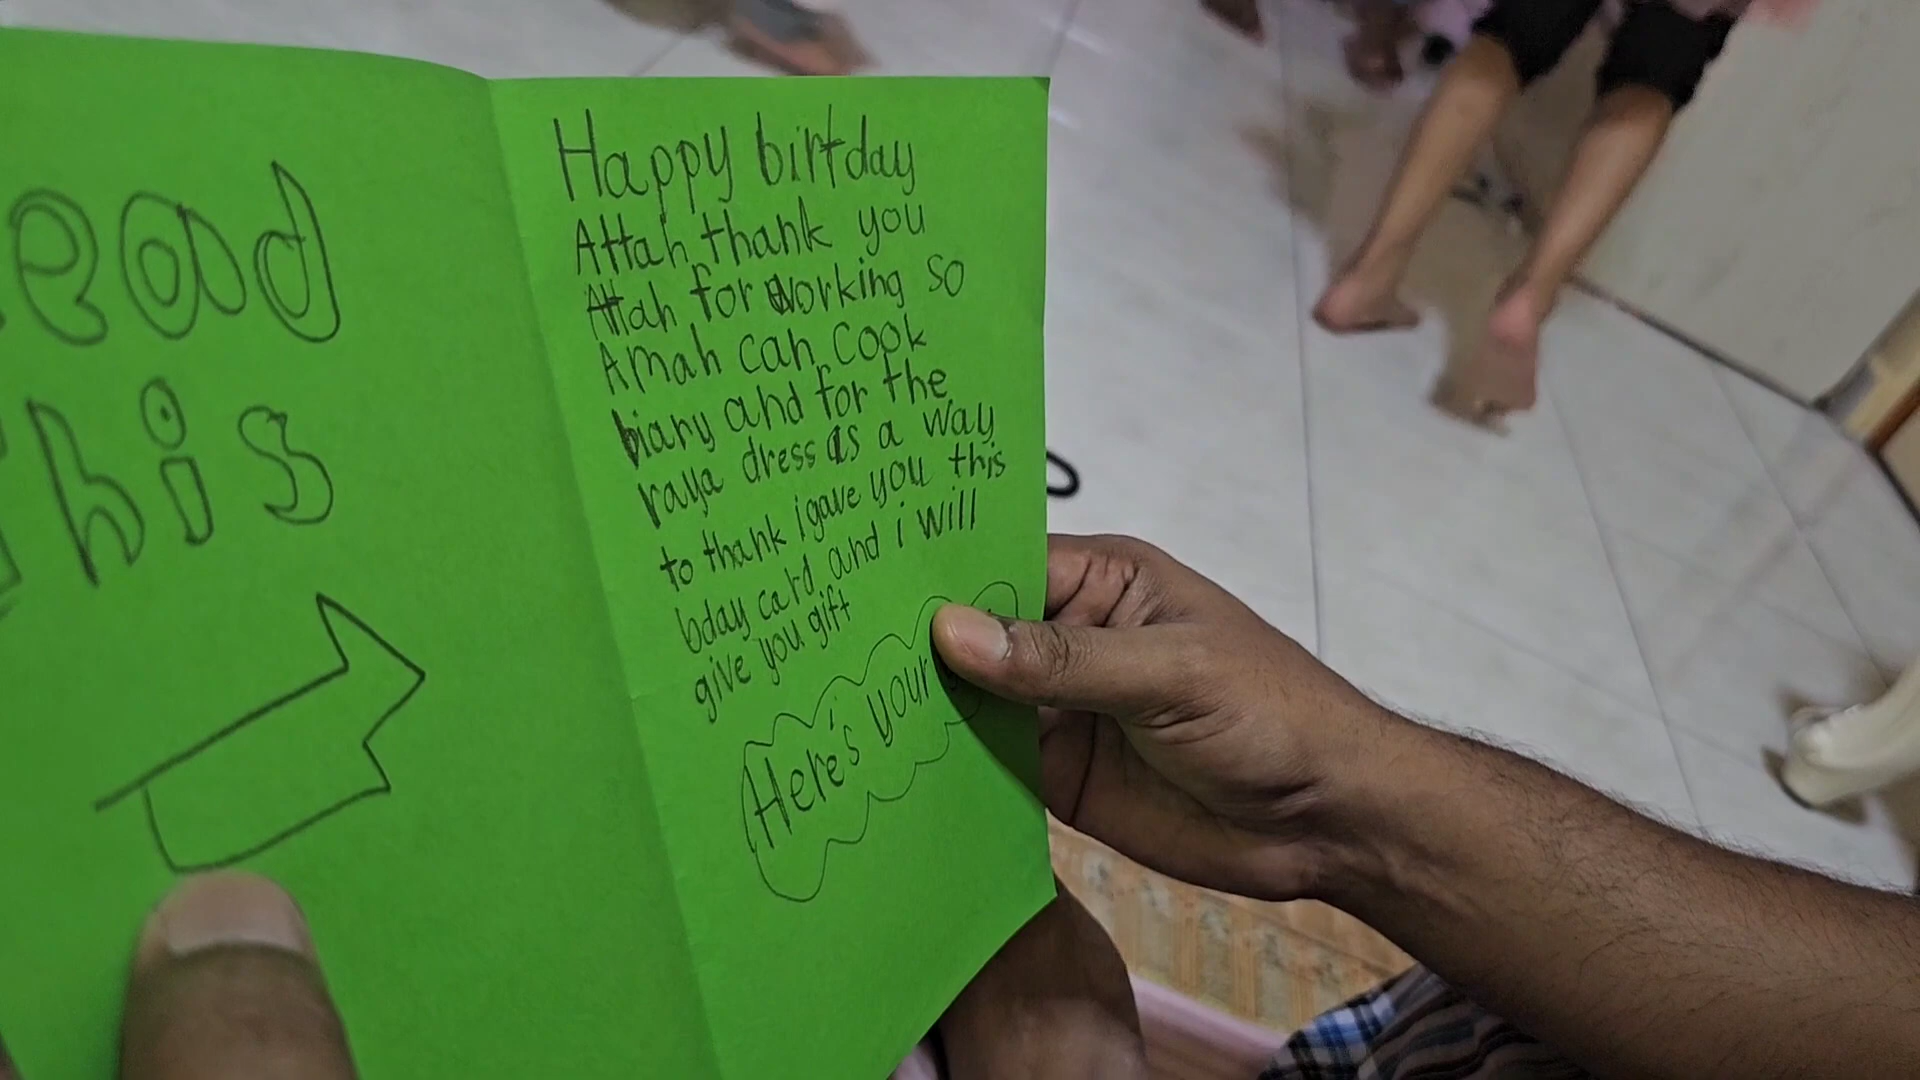 ead
his
Happy birtday
Attah thank you
Attah for working so
Amah can cook
biany and for the
raya dress as a way
to thank i gave you this
bday card and i will
give you gift
Here's your